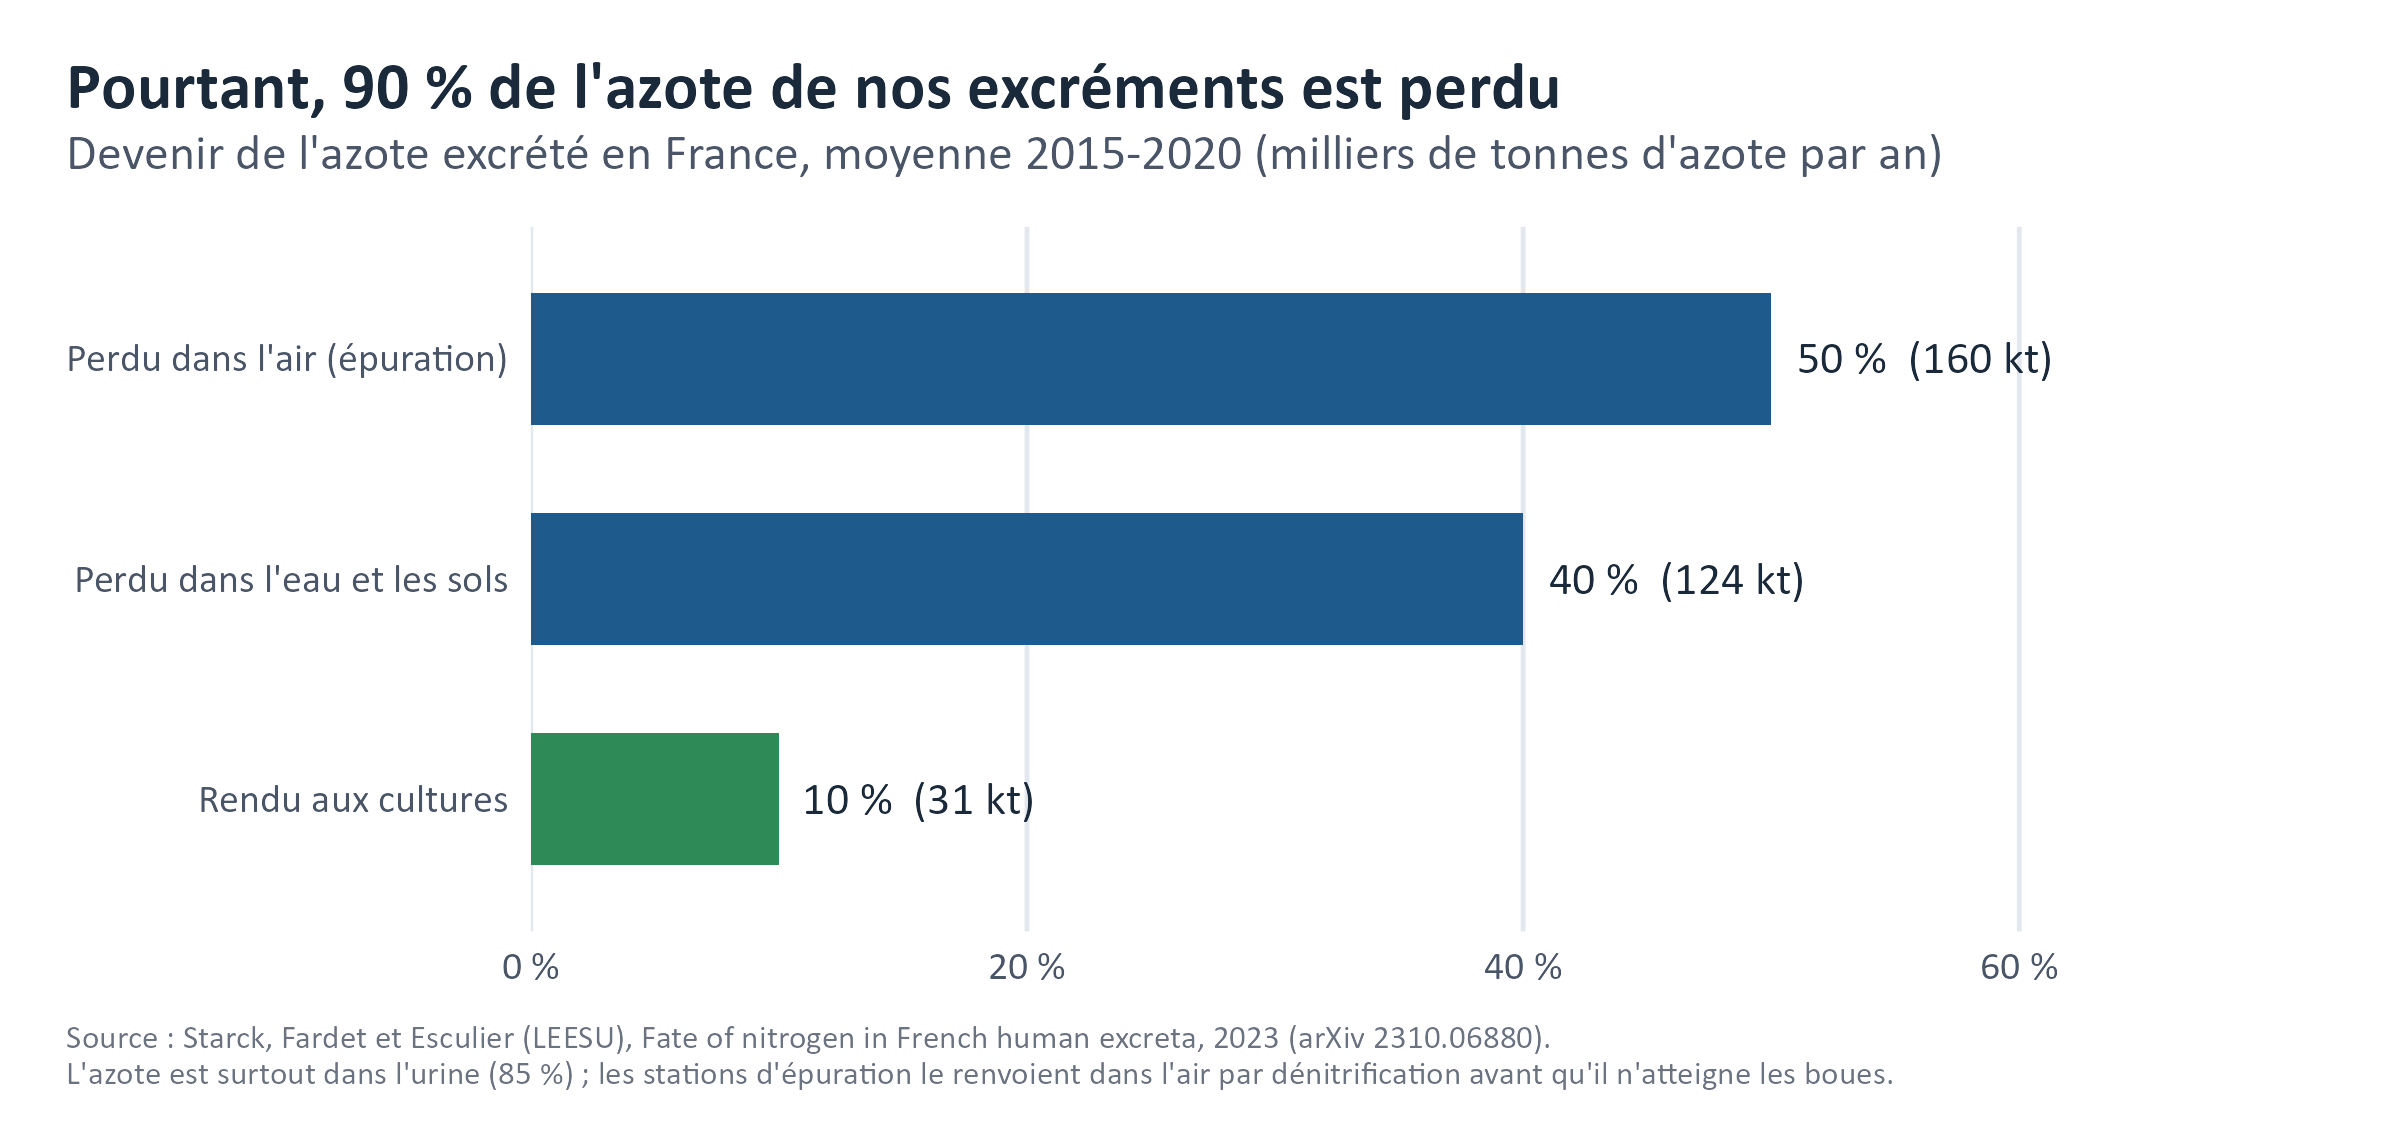 Pourtant, 90 % de l'azote de nos excréments est perdu
Devenir de l'azote excrété en France, moyenne 2015-2020 (milliers de tonnes d'azote par an)
Perdu dans l'air (épuration)
50 % (160 kt)
Perdu dans l'eau et les sols
40 % (124 kt)
Rendu aux cultures
10 % (31 kt)
0 %
20 %
40 %
60 %
Source : Starck, Fardet et Esculier (LEESU), Fate of nitrogen in French human excreta, 2023 (arXiv 2310.06880).
L'azote est surtout dans l'urine (85 %) ; les stations d'épuration le renvoient dans l'air par dénitrification avant qu'il n'atteigne les boues.